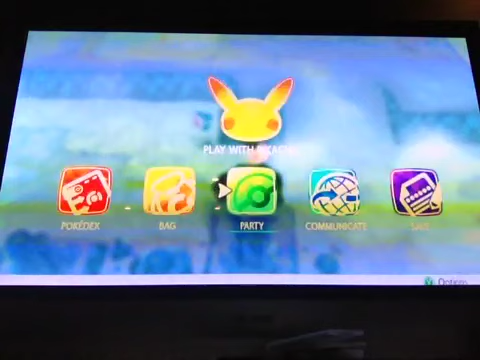 PLAY WITH PIKACHU
POKÉDEX
BAG
PARTY
COMMUNICATE
SAVE
Y Options